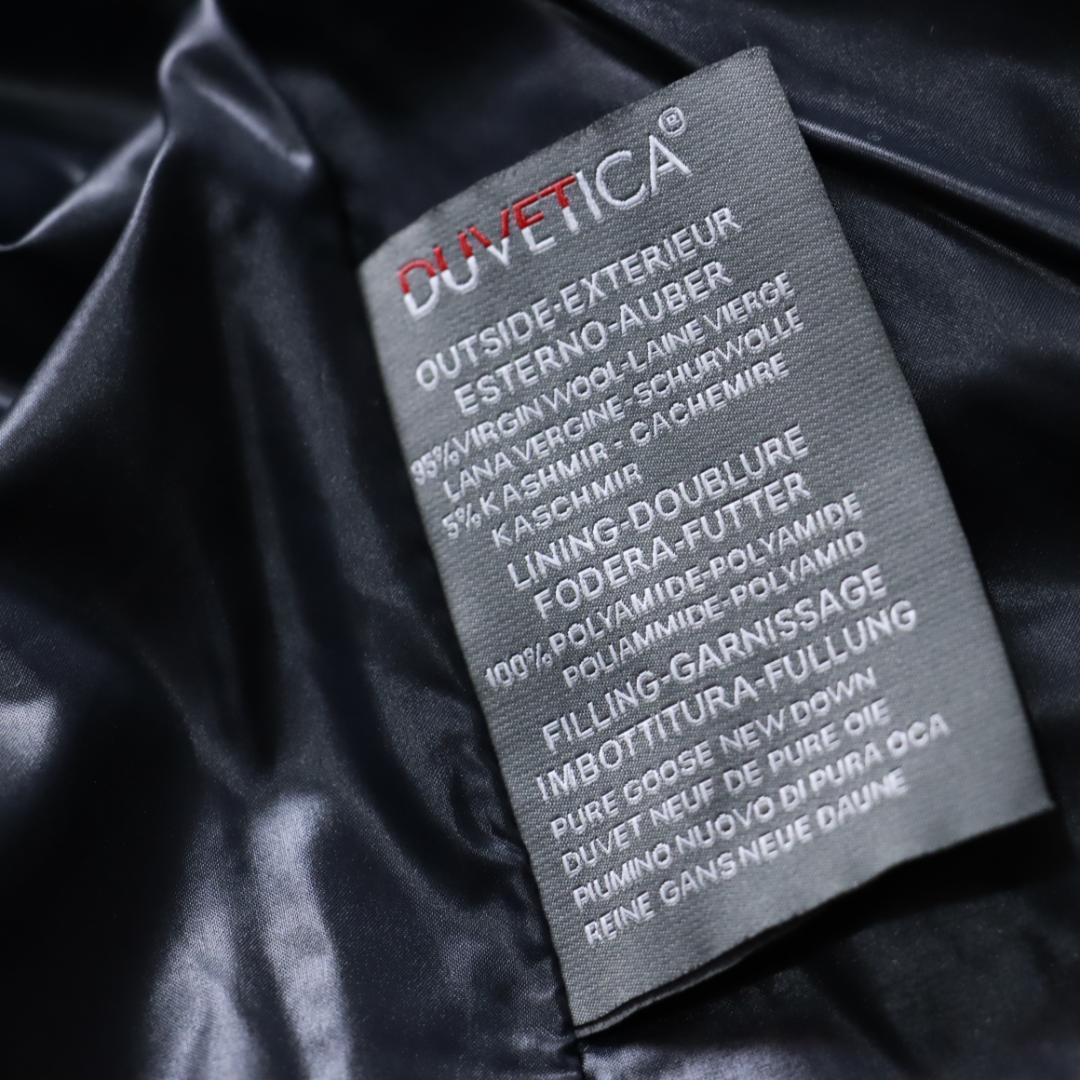 DUVETICA®
OUTSIDE-EXTERIEUR
ESTERNO-AUBER
95%VIRGIN WOOL-LAINE VIERGE
LANA VERGINE-SCHURWOLLE
5%KASHMIR - CACHEMIRE
KASCHMIR
LINING-DOUBLURE
FODERA-FUTTER
100%POLYAMIDE-POLYAMIDE
POLIAMMIDE-POLYAMID
FILLING-GARNISSAGE
IMBOTTITURA-FULLUNG
PURE GOOSE NEW DOWN
DUVET NEUF DE PURE OIE
PIUMINO NUOVO DI PURA OCA
REINE GANS NEUE DAUNE